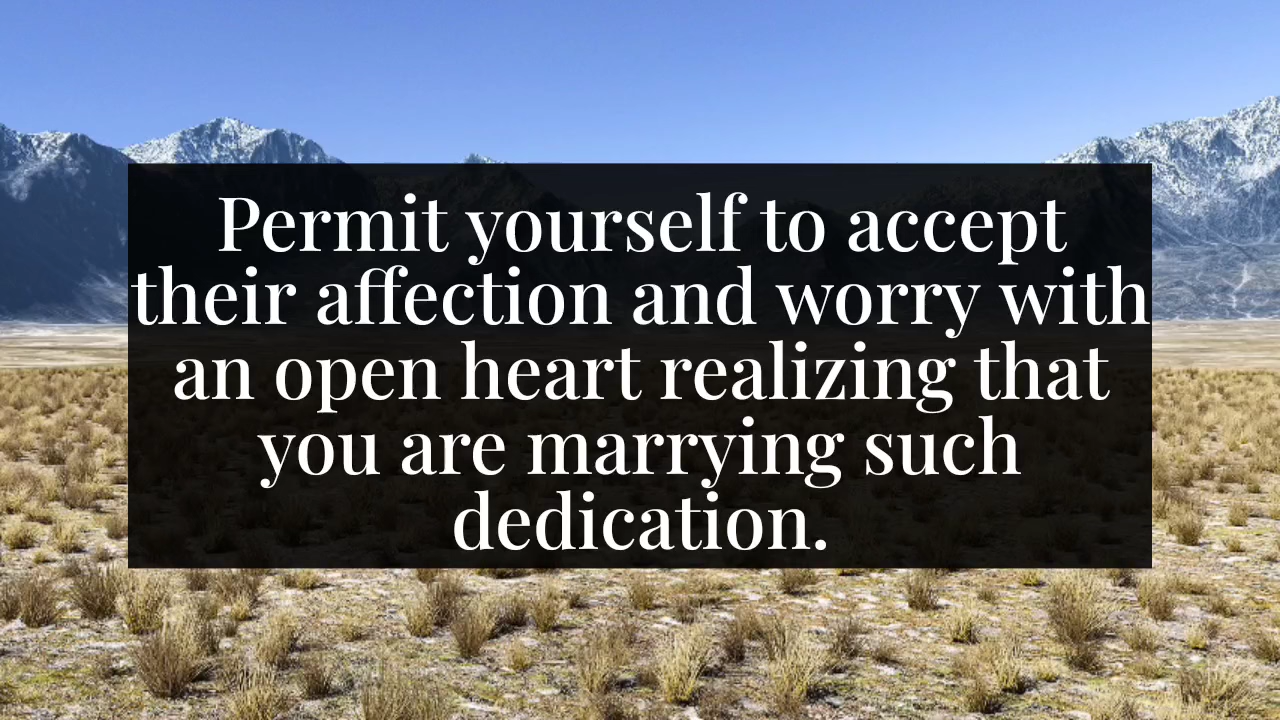 Permit yourself to accept
their affection and worry with
an open heart realizing that
you are marrying such
dedication.